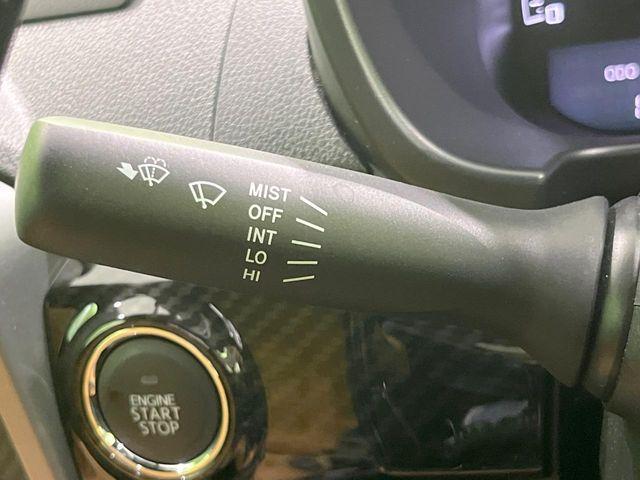 MIST
OFF
INT
LO
HI
ENGINE
START
STOP